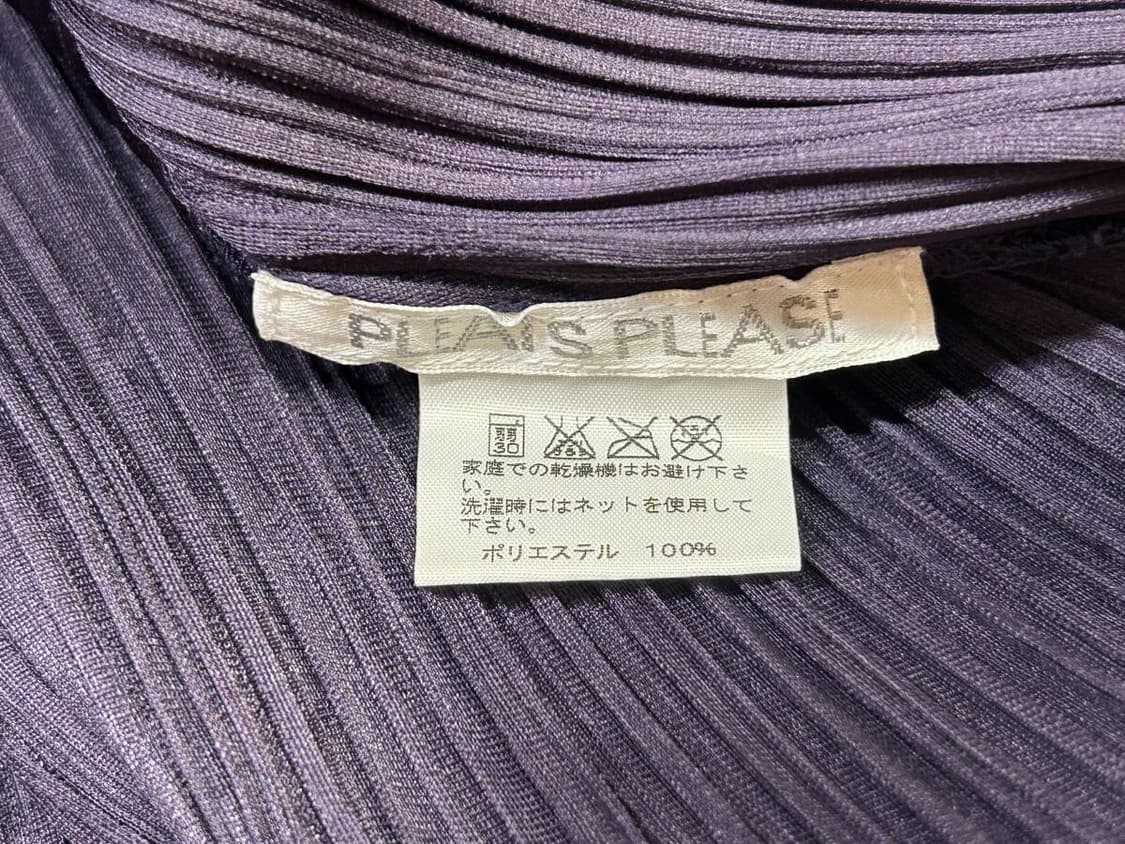 PLEATS PLEASE
弱
30
家庭での乾燥機はお避け下さ
い。
洗濯時にはネットを使用して
下さい。
ポリエステル 100%